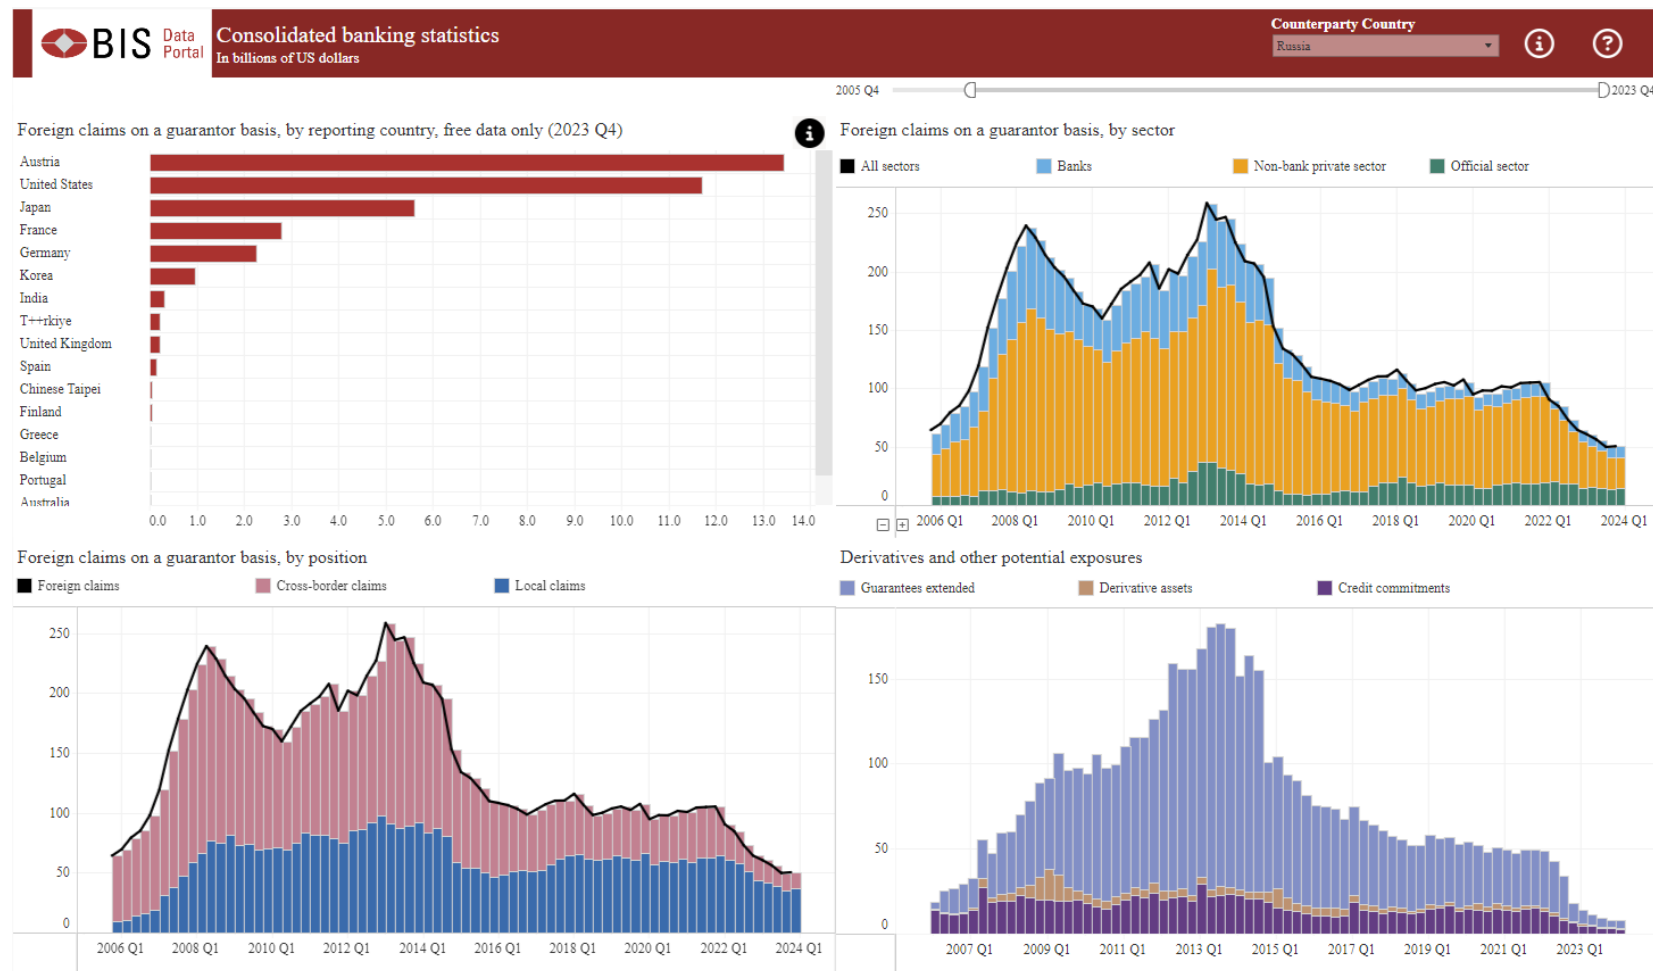 BIS Data
Portal
Consolidated banking statistics
In billions of US dollars
Counterparty Country
Russia
2005 Q4
2023 Q4
Foreign claims on a guarantor basis, by reporting country, free data only (2023 Q4)
Austria
United States
Japan
France
Germany
Korea
India
T++rkiye
United Kingdom
Spain
Chinese Taipei
Finland
Greece
Belgium
Portugal
Australia
0.0 1.0 2.0 3.0 4.0 5.0 6.0 7.0 8.0 9.0 10.0 11.0 12.0 13.0 14.0
Foreign claims on a guarantor basis, by sector
All sectors Banks Non-bank private sector Official sector
250
200
150
100
50
0
2006 Q1 2008 Q1 2010 Q1 2012 Q1 2014 Q1 2016 Q1 2018 Q1 2020 Q1 2022 Q1 2024 Q1
Foreign claims on a guarantor basis, by position
Foreign claims Cross-border claims Local claims
250
200
150
100
50
0
2006 Q1 2008 Q1 2010 Q1 2012 Q1 2014 Q1 2016 Q1 2018 Q1 2020 Q1 2022 Q1 2024 Q1
Derivatives and other potential exposures
Guarantees extended Derivative assets Credit commitments
150
100
50
0
2007 Q1 2009 Q1 2011 Q1 2013 Q1 2015 Q1 2017 Q1 2019 Q1 2021 Q1 2023 Q1